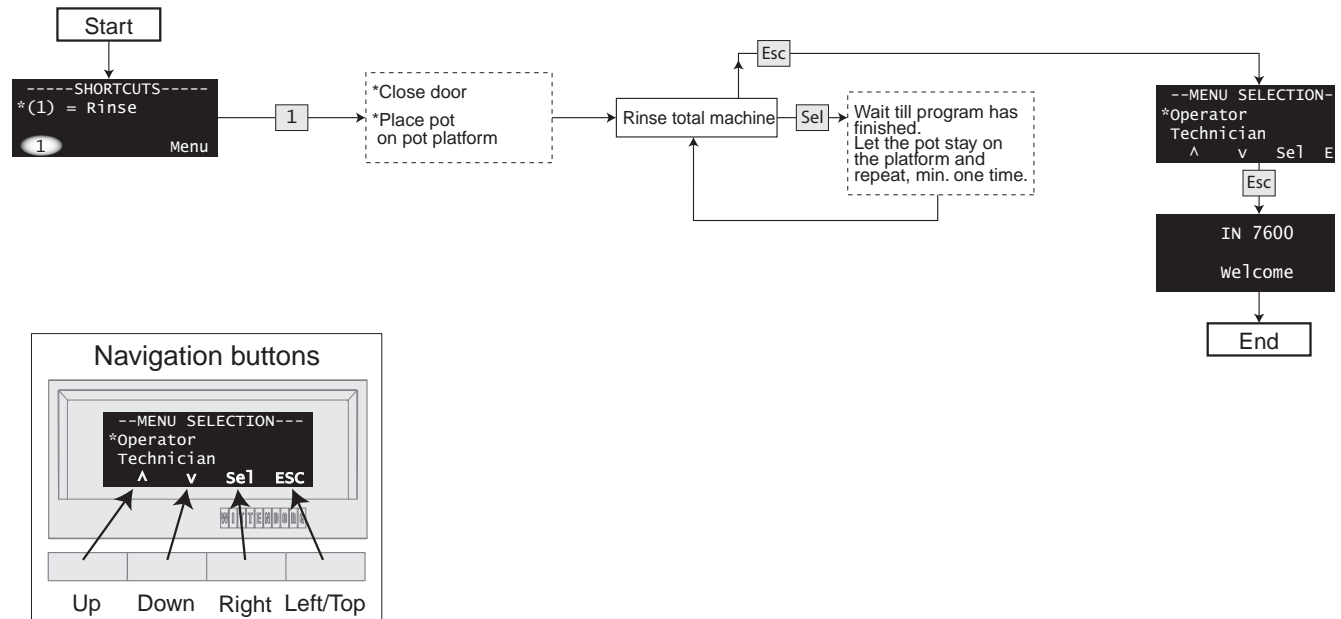 Start
-----SHORTCUTS-----
*(1) = Rinse
1 Menu
1
*Close door
*Place pot
on pot platform
Rinse total machine
Esc
Sel
Wait till program has
finished.
Let the pot stay on
the platform and
repeat, min. one time.
--MENU SELECTION-
*Operator
Technician
^ v Sel E
Esc
IN 7600
Welcome
End
Navigation buttons
--MENU SELECTION---
*Operator
Technician
^ v Sel ESC
Up Down Right Left/Top